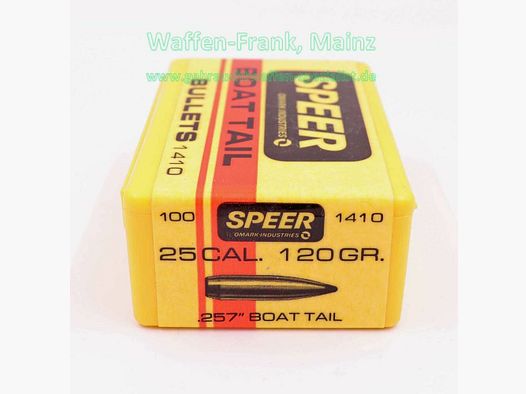 Waffen-Frank, Mainz
SPEER
OMARK-INDUSTRIES
BOAT TAIL
BULLETS 1410
100
SPEER
OMARK-INDUSTRIES
1410
25 CAL. 120 GR.
.257" BOAT TAIL